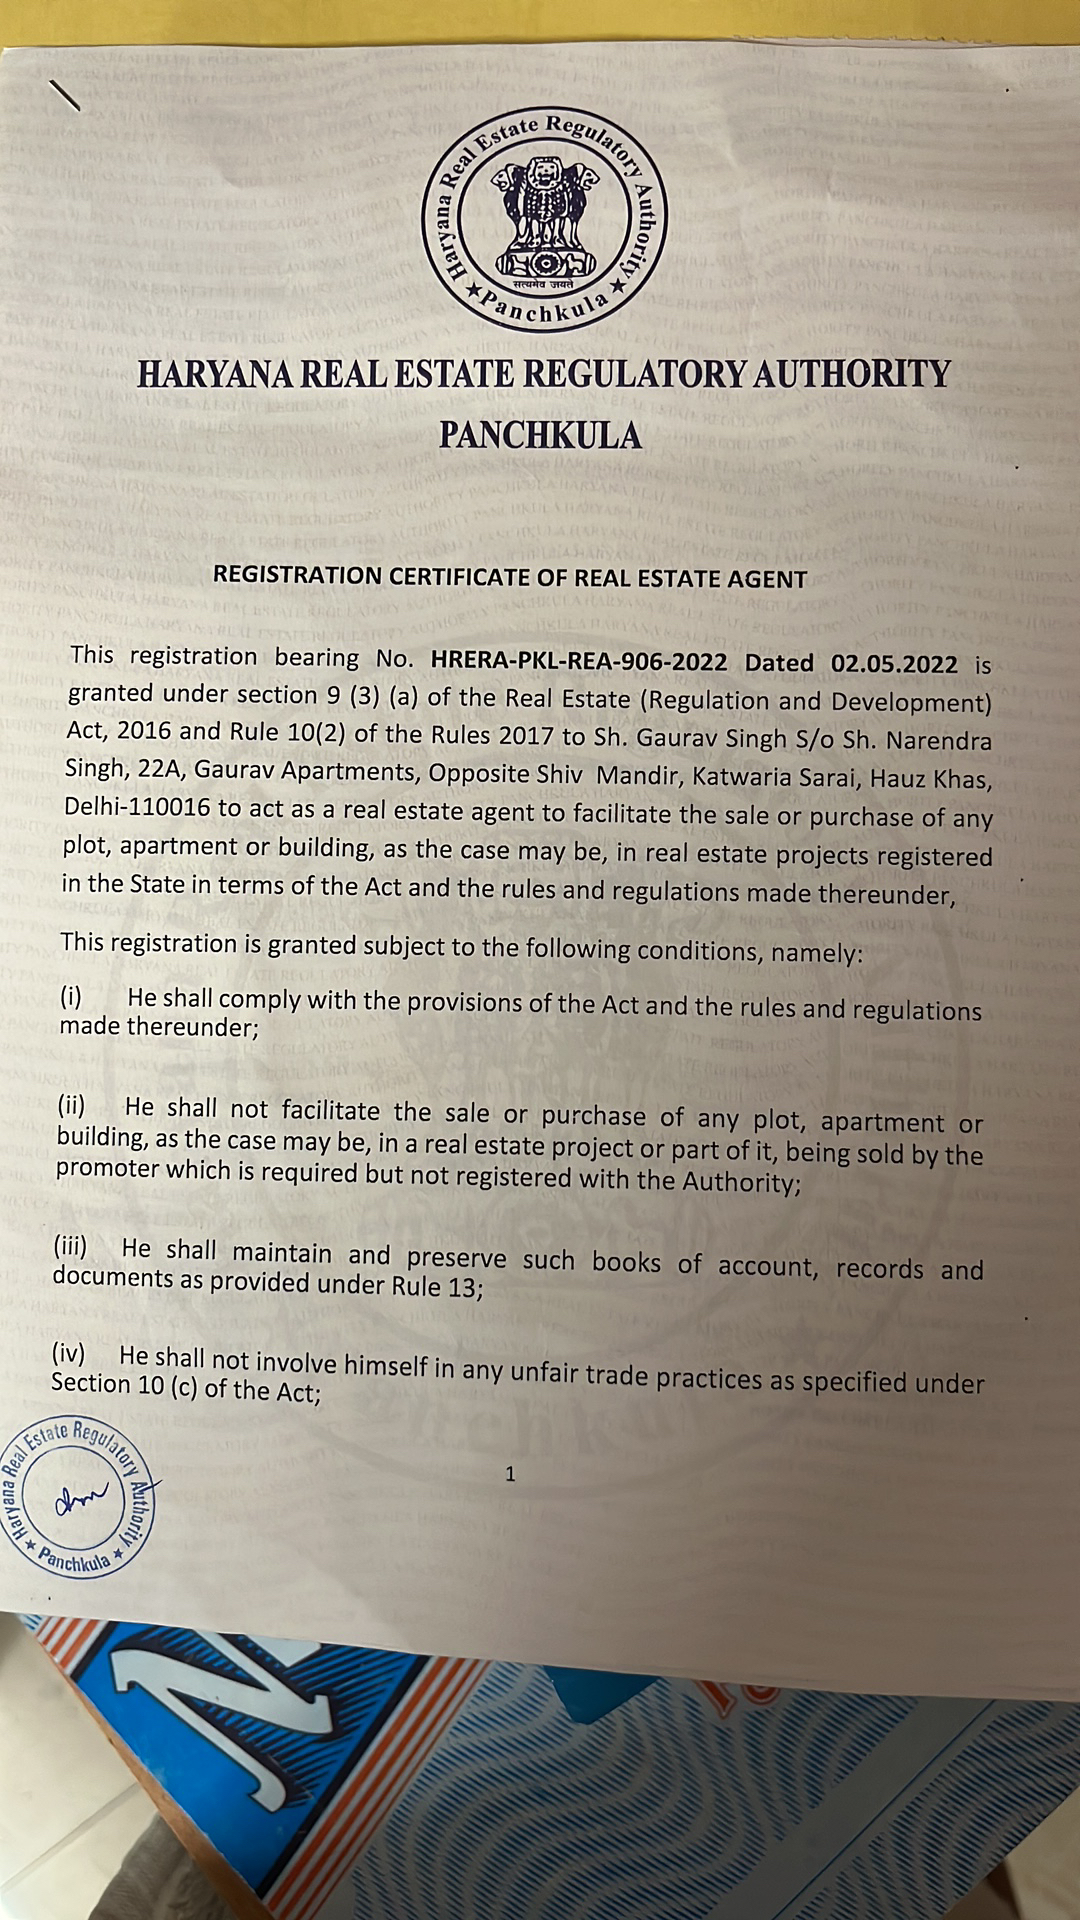 Haryana Real Estate Regulatory Authority
सत्यमेव जयते
★ Panchkula ★
HARYANA REAL ESTATE REGULATORY AUTHORITY
PANCHKULA
REGISTRATION CERTIFICATE OF REAL ESTATE AGENT
This registration bearing No. HRERA-PKL-REA-906-2022 Dated 02.05.2022 is
granted under section 9 (3) (a) of the Real Estate (Regulation and Development)
Act, 2016 and Rule 10(2) of the Rules 2017 to Sh. Gaurav Singh S/o Sh. Narendra
Singh, 22A, Gaurav Apartments, Opposite Shiv Mandir, Katwaria Sarai, Hauz Khas,
Delhi-110016 to act as a real estate agent to facilitate the sale or purchase of any
plot, apartment or building, as the case may be, in real estate projects registered
in the State in terms of the Act and the rules and regulations made thereunder,
This registration is granted subject to the following conditions, namely:
(i) He shall comply with the provisions of the Act and the rules and regulations
made thereunder;
(ii) He shall not facilitate the sale or purchase of any plot, apartment or
building, as the case may be, in a real estate project or part of it, being sold by the
promoter which is required but not registered with the Authority;
(iii) He shall maintain and preserve such books of account, records and
documents as provided under Rule 13;
(iv) He shall not involve himself in any unfair trade practices as specified under
Section 10 (c) of the Act;
Haryana Real Estate Regulatory Authority
★ Panchkula ★
1